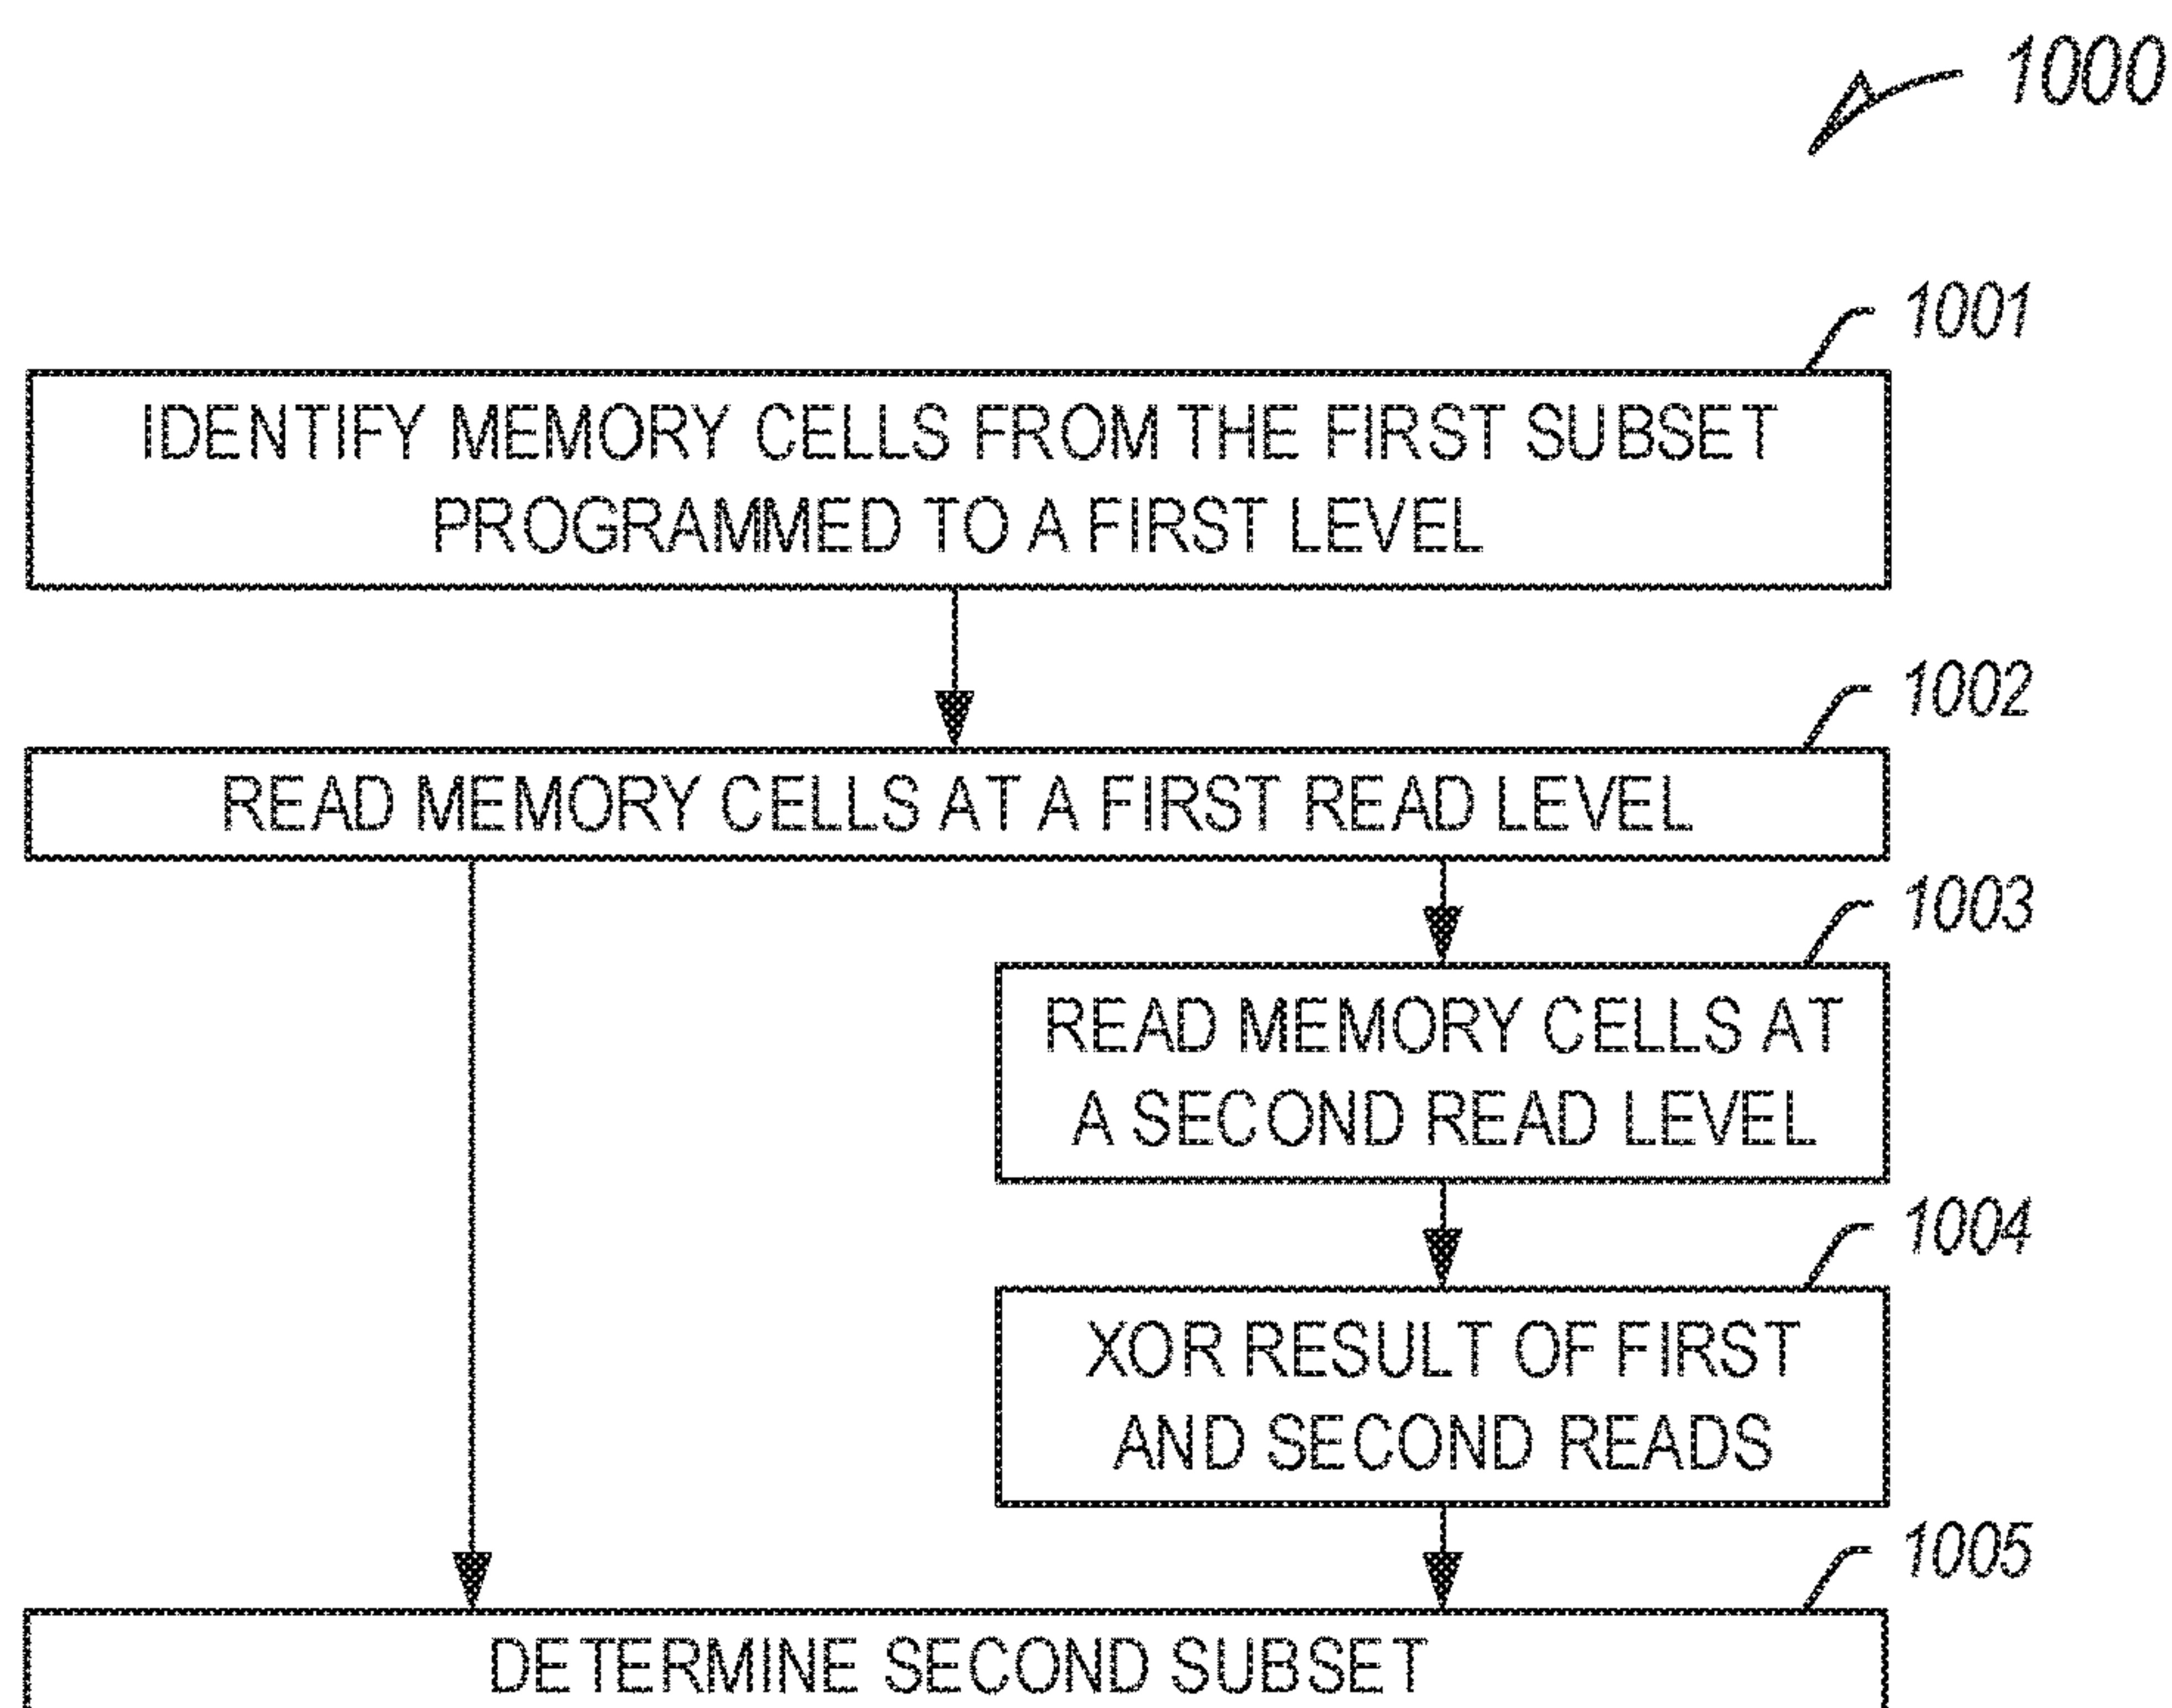 1000
1001
IDENTIFY MEMORY CELLS FROM THE FIRST SUBSET
PROGRAMMED TO A FIRST LEVEL
1002
READ MEMORY CELLS AT A FIRST READ LEVEL
1003
READ MEMORY CELLS AT
A SECOND READ LEVEL
1004
XOR RESULT OF FIRST
AND SECOND READS
1005
DETERMINE SECOND SUBSET